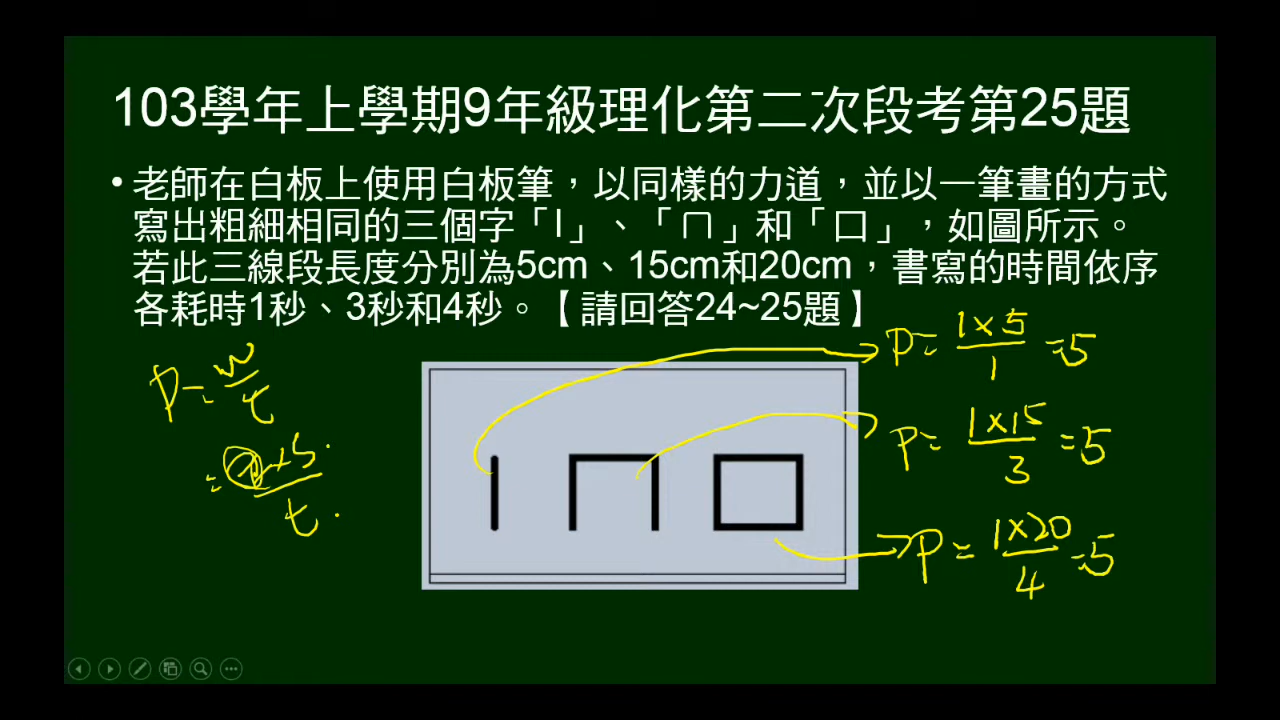 103學年上學期9年級理化第二次段考第25題
•老師在白板上使用白板筆，以同樣的力道，並以一筆畫的方式
寫出粗細相同的三個字「|」、「ㄇ」和「口」，如圖所示。
若此三線段長度分別為5cm、15cm和20cm，書寫的時間依序
各耗時1秒、3秒和4秒。【請回答24~25題】
P=W/t
P=1×5/1=5
P=1×15/3=5
P=1×20/4=5